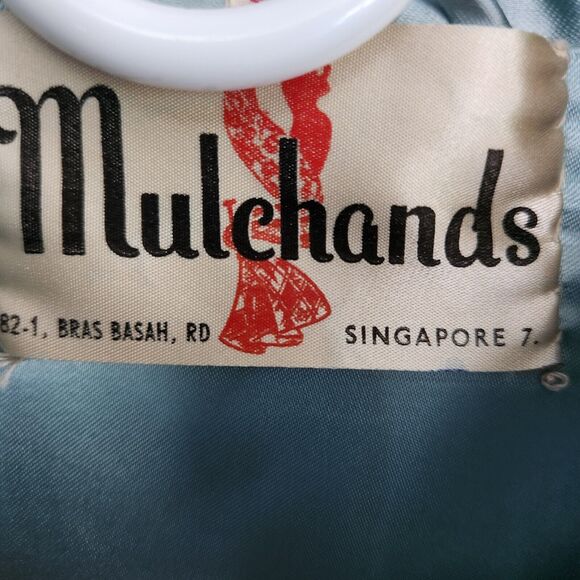 Mulchands
82-1, BRAS BASAH, RD SINGAPORE 7.